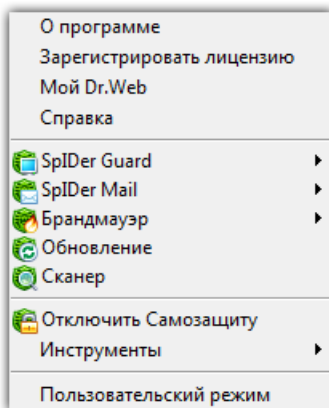 О программе
Зарегистрировать лицензию
Мой Dr.Web
Справка
SpIDer Guard
SpIDer Mail
Брандмауэр
Обновление
Сканер
Отключить Самозащиту
Инструменты
Пользовательский режим